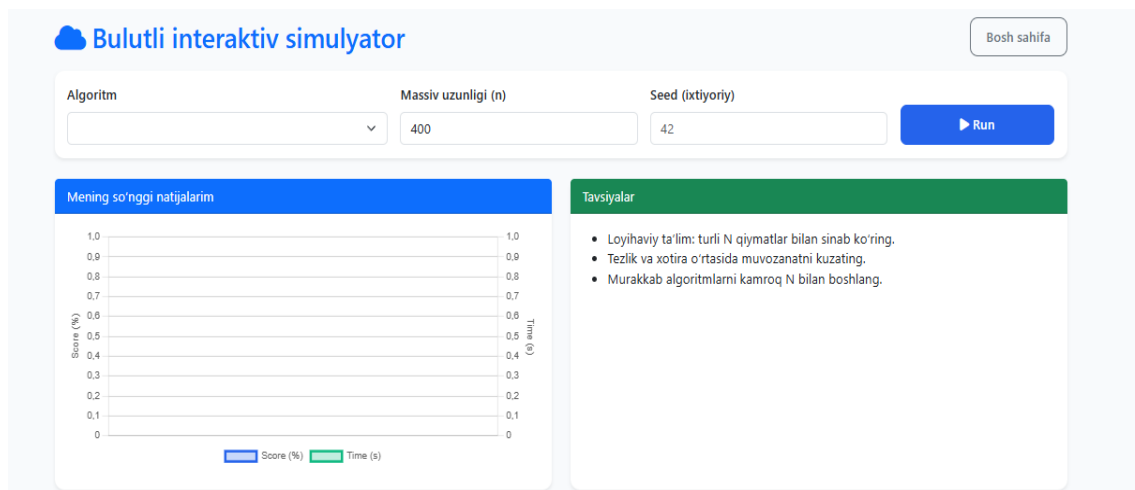 Bulutli interaktiv simulyator
Bosh sahifa
Algoritm
Massiv uzunligi (n)
Seed (ixtiyoriy)
400
42
Run
Mening so‘nggi natijalarim
1,0
0,9
0,8
0,7
0,6
0,5
0,4
0,3
0,2
0,1
0
Score (%)
1,0
0,9
0,8
0,7
0,6
0,5
0,4
0,3
0,2
0,1
0
Time (s)
Score (%) Time (s)
Tavsiyalar
• Loyihaviy ta‘lim: turli N qiymatlar bilan sinab ko‘ring.
• Tezlik va xotira o‘rtasida muvozanatni kuzating.
• Murakkab algoritmlarni kamroq N bilan boshlang.